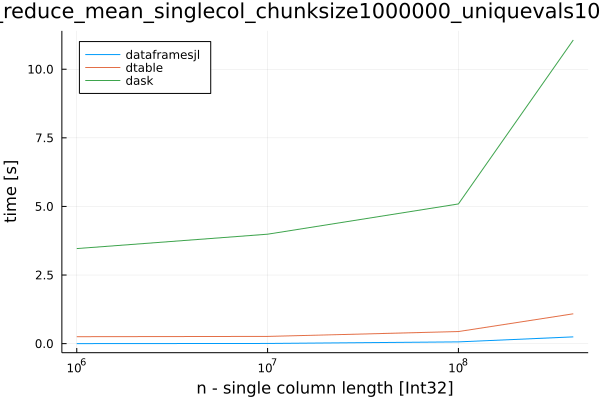 _reduce_mean_singlecol_chunksize1000000_uniquevals10
dataframesjl
dtable
dask
time [s]
10.0
7.5
5.0
2.5
0.0
10⁶ 10⁷ 10⁸
n - single column length [Int32]